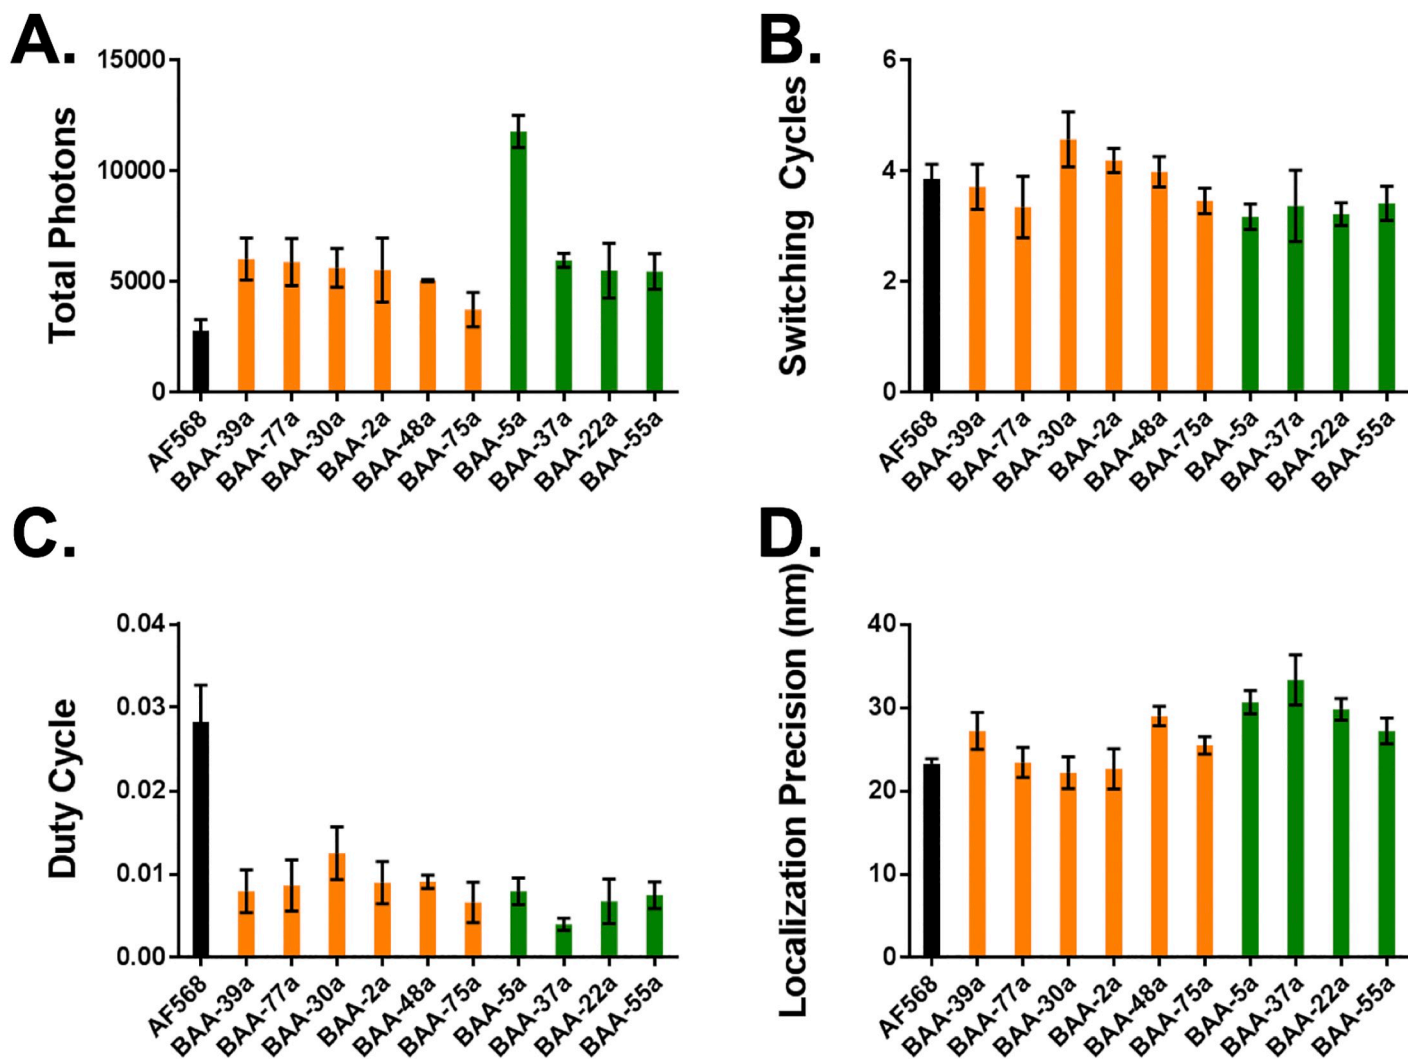 A.
Total Photons
15000
10000
5000
0
AF568
BAA-39a
BAA-77a
BAA-30a
BAA-2a
BAA-48a
BAA-75a
BAA-5a
BAA-37a
BAA-22a
BAA-55a
B.
Switching Cycles
6
4
2
0
AF568
BAA-39a
BAA-77a
BAA-30a
BAA-2a
BAA-48a
BAA-75a
BAA-5a
BAA-37a
BAA-22a
BAA-55a
C.
Duty Cycle
0.04
0.03
0.02
0.01
0.00
AF568
BAA-39a
BAA-77a
BAA-30a
BAA-2a
BAA-48a
BAA-75a
BAA-5a
BAA-37a
BAA-22a
BAA-55a
D.
Localization Precision (nm)
40
30
20
10
0
AF568
BAA-39a
BAA-77a
BAA-30a
BAA-2a
BAA-48a
BAA-75a
BAA-5a
BAA-37a
BAA-22a
BAA-55a